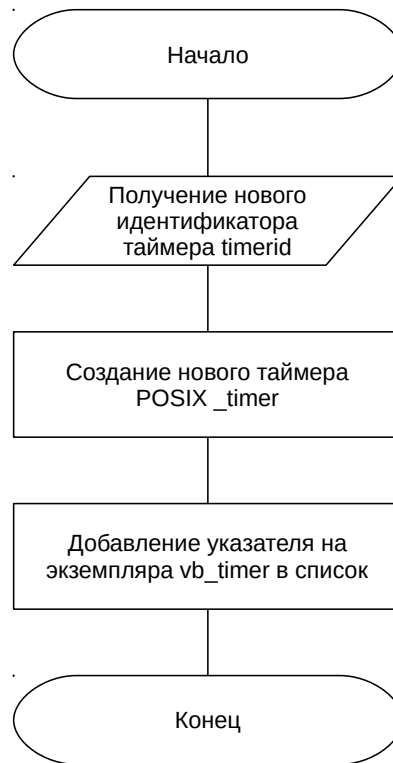 Начало
Получение нового
идентификатора
таймера timerid
Создание нового таймера
POSIX _timer
Добавление указателя на
экземпляра vb_timer в список
Конец